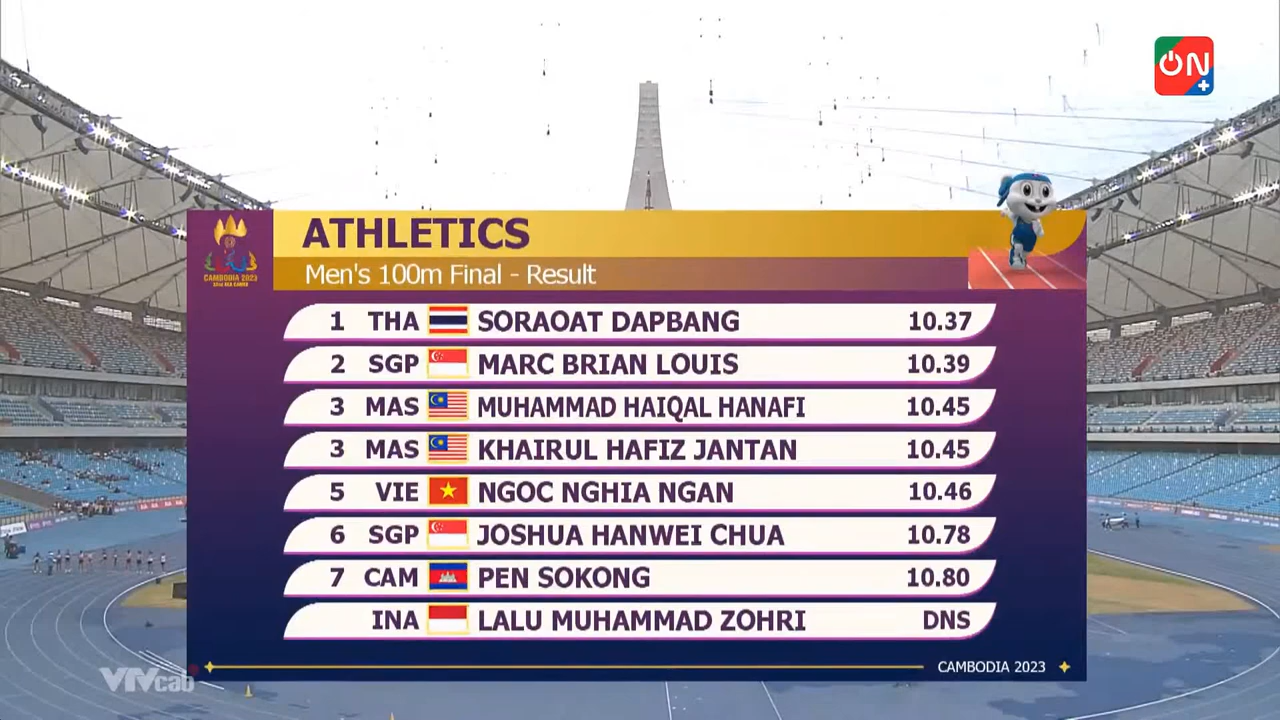 ON
+
ATHLETICS
CAMBODIA 2023
Men's 100m Final - Result
1 THA SORAOAT DAPBANG 10.37
2 SGP MARC BRIAN LOUIS 10.39
3 MAS MUHAMMAD HAIQAL HANAFI 10.45
3 MAS KHAIRUL HAFIZ JANTAN 10.45
5 VIE NGOC NGHIA NGAN 10.46
6 SGP JOSHUA HANWEI CHUA 10.78
7 CAM PEN SOKONG 10.80
INA LALU MUHAMMAD ZOHRI DNS
CAMBODIA 2023
VTVcab